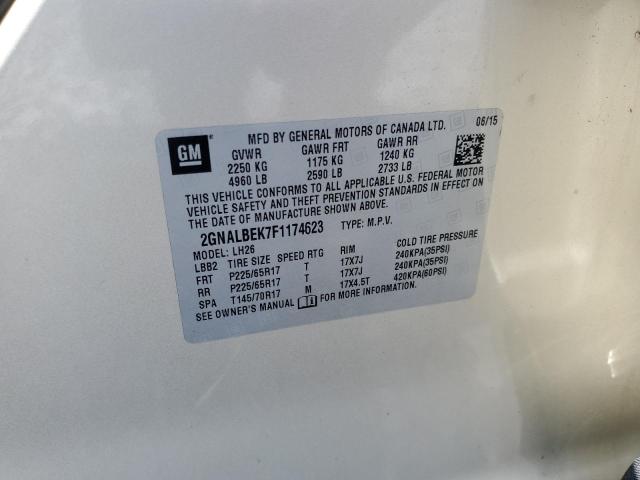 GM
MFD BY GENERAL MOTORS OF CANADA LTD. 06/15
GVWR GAWR FRT GAWR RR
2250 KG 1175 KG 1240 KG
4960 LB 2590 LB 2733 LB
THIS VEHICLE CONFORMS TO ALL APPLICABLE U.S. FEDERAL MOTOR
VEHICLE SAFETY AND THEFT PREVENTION STANDARDS IN EFFECT ON
THE DATE OF MANUFACTURE SHOWN ABOVE.
2GNALBEK7F1174623 TYPE: M.P.V.
MODEL: LH26
LBB2 TIRE SIZE SPEED RTG RIM COLD TIRE PRESSURE
FRT P225/65R17 T 17X7J 240KPA(35PSI)
RR P225/65R17 T 17X7J 240KPA(35PSI)
SPA T145/70R17 M 17X4.5T 420KPA(60PSI)
SEE OWNER'S MANUAL FOR MORE INFORMATION.